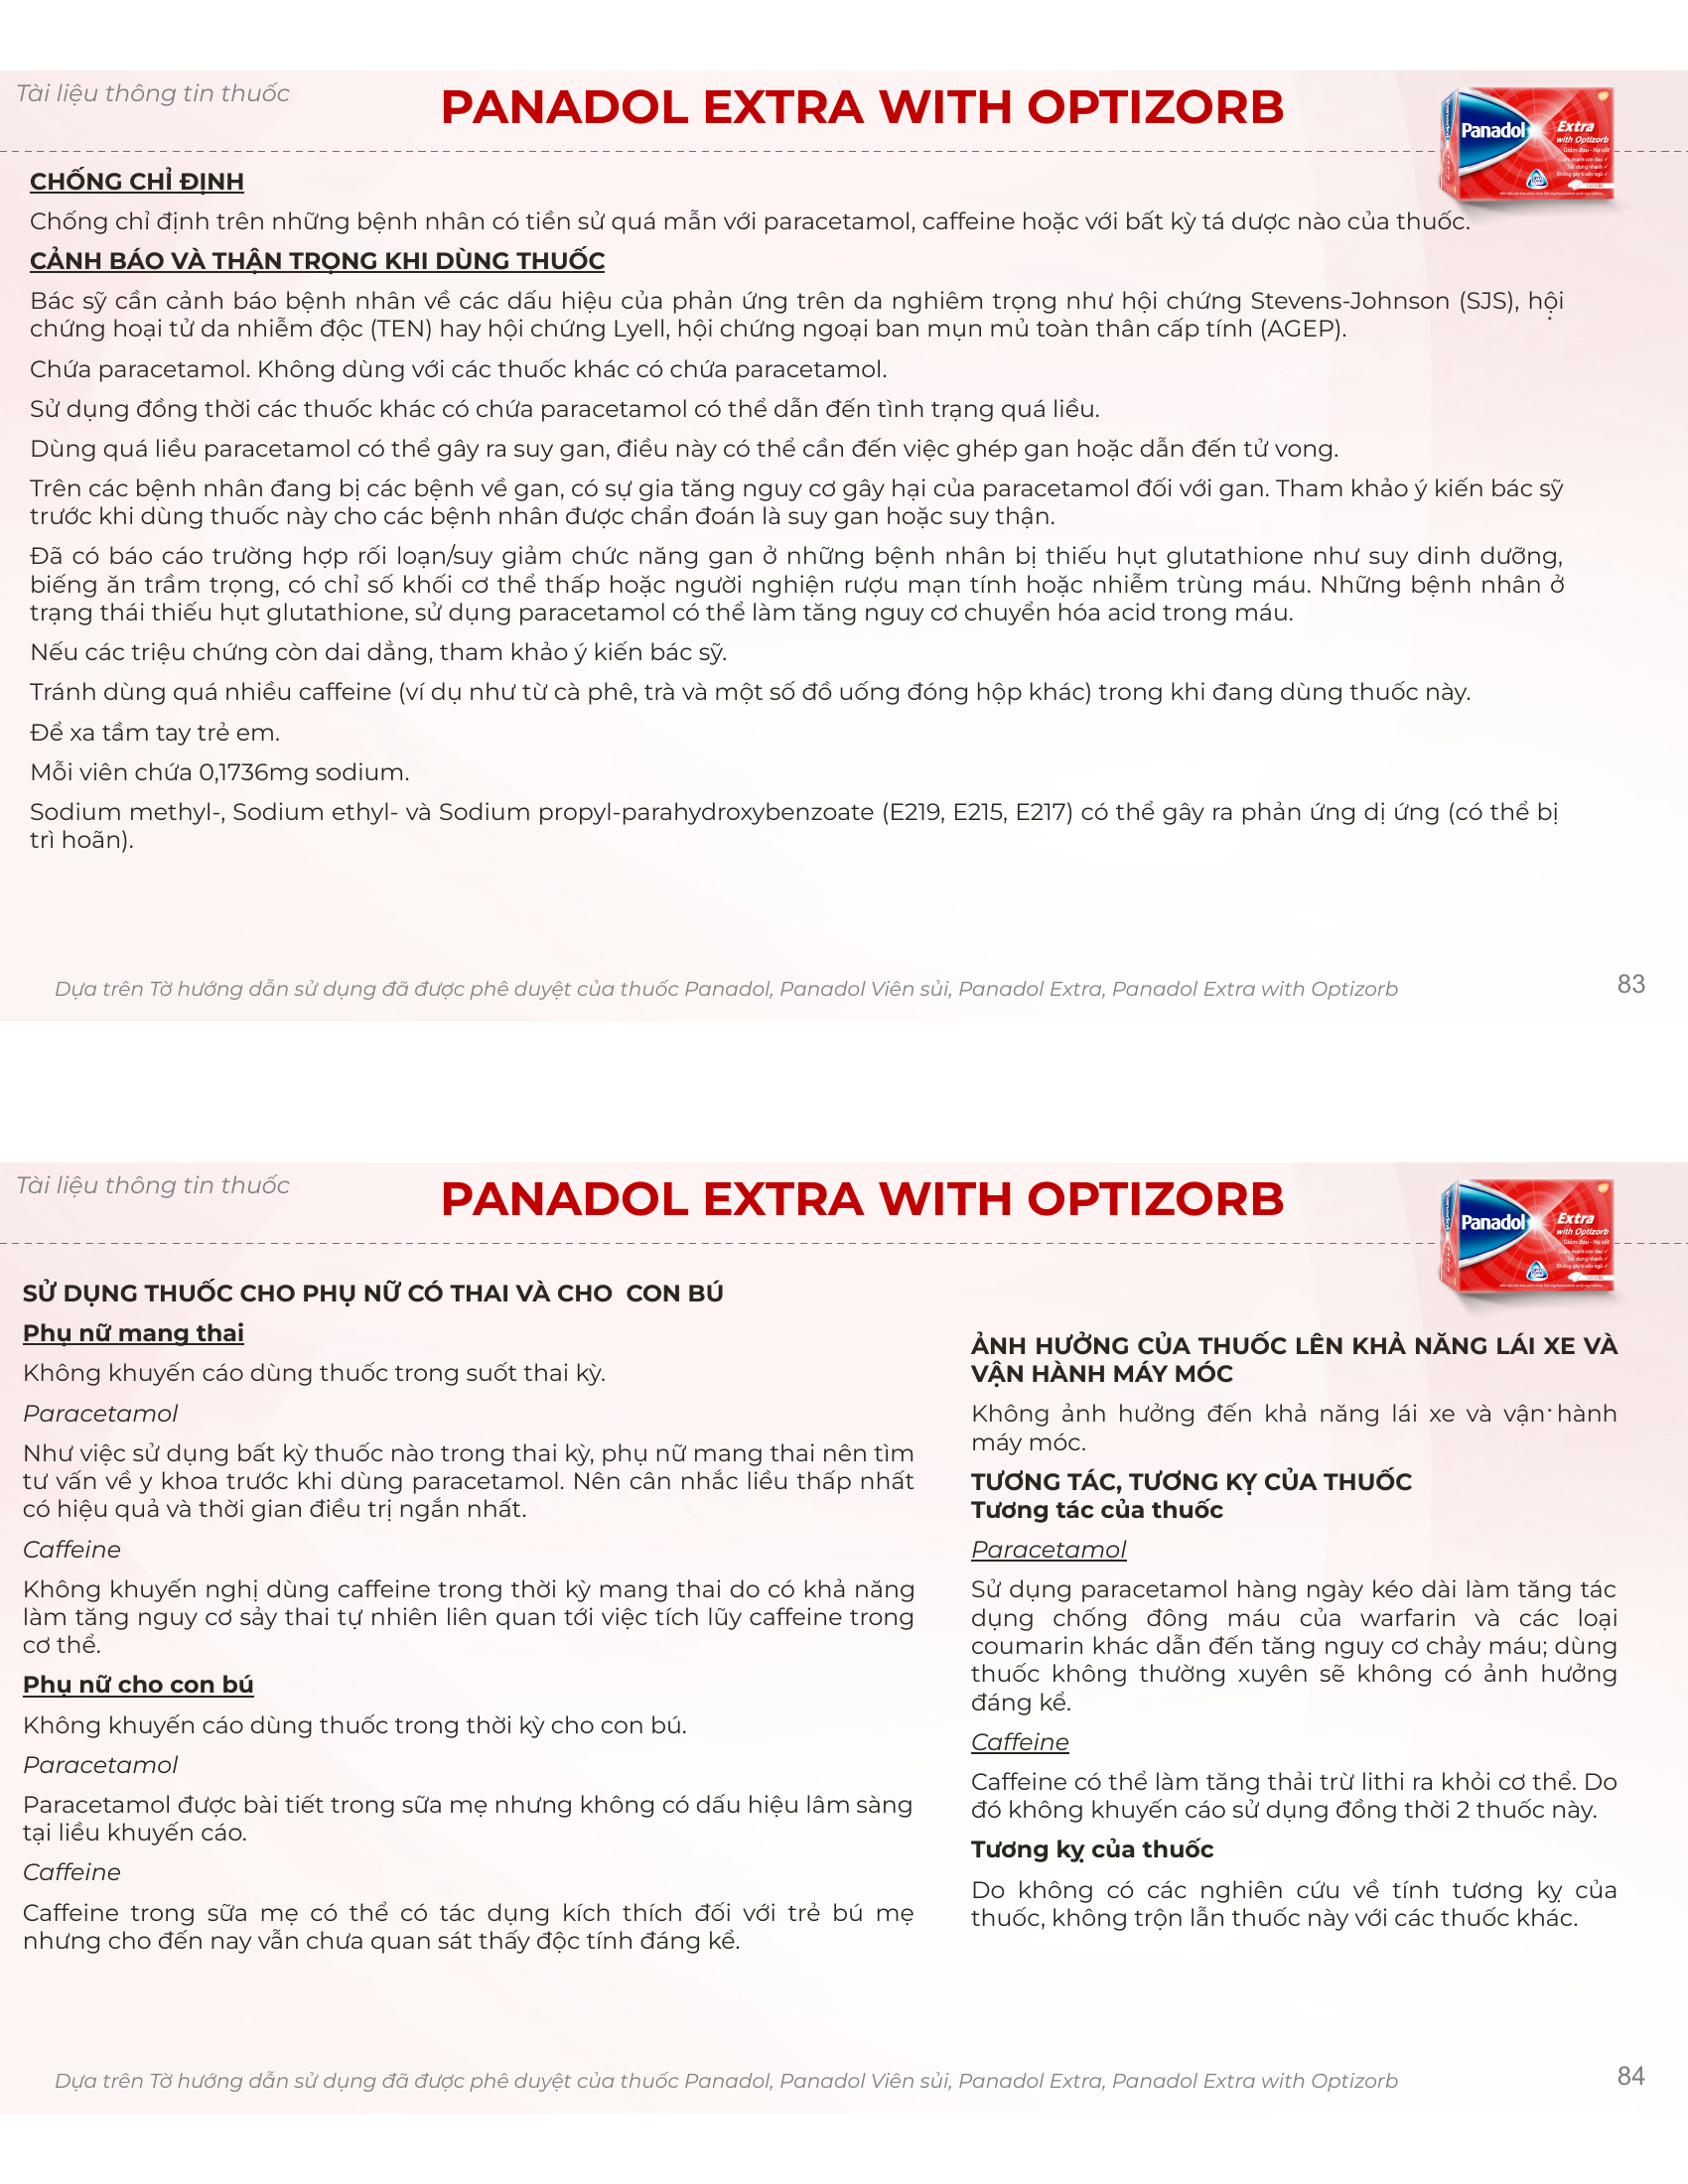 Tài liệu thông tin thuốc
PANADOL EXTRA WITH OPTIZORB
Panadol
Extra
with Optizorb
Giảm đau - Hạ sốt
CHỐNG CHỈ ĐỊNH
Chống chỉ định trên những bệnh nhân có tiền sử quá mẫn với paracetamol, caffeine hoặc với bất kỳ tá dược nào của thuốc.
CẢNH BÁO VÀ THẬN TRỌNG KHI DÙNG THUỐC
Bác sỹ cần cảnh báo bệnh nhân về các dấu hiệu của phản ứng trên da nghiêm trọng như hội chứng Stevens-Johnson (SJS), hội
chứng hoại tử da nhiễm độc (TEN) hay hội chứng Lyell, hội chứng ngoại ban mụn mủ toàn thân cấp tính (AGEP).
Chứa paracetamol. Không dùng với các thuốc khác có chứa paracetamol.
Sử dụng đồng thời các thuốc khác có chứa paracetamol có thể dẫn đến tình trạng quá liều.
Dùng quá liều paracetamol có thể gây ra suy gan, điều này có thể cần đến việc ghép gan hoặc dẫn đến tử vong.
Trên các bệnh nhân đang bị các bệnh về gan, có sự gia tăng nguy cơ gây hại của paracetamol đối với gan. Tham khảo ý kiến bác sỹ
trước khi dùng thuốc này cho các bệnh nhân được chẩn đoán là suy gan hoặc suy thận.
Đã có báo cáo trường hợp rối loạn/suy giảm chức năng gan ở những bệnh nhân bị thiếu hụt glutathione như suy dinh dưỡng,
biếng ăn trầm trọng, có chỉ số khối cơ thể thấp hoặc người nghiện rượu mạn tính hoặc nhiễm trùng máu. Những bệnh nhân ở
trạng thái thiếu hụt glutathione, sử dụng paracetamol có thể làm tăng nguy cơ chuyển hóa acid trong máu.
Nếu các triệu chứng còn dai dẳng, tham khảo ý kiến bác sỹ.
Tránh dùng quá nhiều caffeine (ví dụ như từ cà phê, trà và một số đồ uống đóng hộp khác) trong khi đang dùng thuốc này.
Để xa tầm tay trẻ em.
Mỗi viên chứa 0,1736mg sodium.
Sodium methyl-, Sodium ethyl- và Sodium propyl-parahydroxybenzoate (E219, E215, E217) có thể gây ra phản ứng dị ứng (có thể bị
trì hoãn).
Dựa trên Tờ hướng dẫn sử dụng đã được phê duyệt của thuốc Panadol, Panadol Viên sủi, Panadol Extra, Panadol Extra with Optizorb
83
Tài liệu thông tin thuốc
PANADOL EXTRA WITH OPTIZORB
Panadol
Extra
with Optizorb
Giảm đau - Hạ sốt
SỬ DỤNG THUỐC CHO PHỤ NỮ CÓ THAI VÀ CHO CON BÚ
Phụ nữ mang thai
Không khuyến cáo dùng thuốc trong suốt thai kỳ.
Paracetamol
Như việc sử dụng bất kỳ thuốc nào trong thai kỳ, phụ nữ mang thai nên tìm
tư vấn về y khoa trước khi dùng paracetamol. Nên cân nhắc liều thấp nhất
có hiệu quả và thời gian điều trị ngắn nhất.
Caffeine
Không khuyến nghị dùng caffeine trong thời kỳ mang thai do có khả năng
làm tăng nguy cơ sảy thai tự nhiên liên quan tới việc tích lũy caffeine trong
cơ thể.
Phụ nữ cho con bú
Không khuyến cáo dùng thuốc trong thời kỳ cho con bú.
Paracetamol
Paracetamol được bài tiết trong sữa mẹ nhưng không có dấu hiệu lâm sàng
tại liều khuyến cáo.
Caffeine
Caffeine trong sữa mẹ có thể có tác dụng kích thích đối với trẻ bú mẹ
nhưng cho đến nay vẫn chưa quan sát thấy độc tính đáng kể.
ẢNH HƯỞNG CỦA THUỐC LÊN KHẢ NĂNG LÁI XE VÀ
VẬN HÀNH MÁY MÓC
Không ảnh hưởng đến khả năng lái xe và vận hành
máy móc.
TƯƠNG TÁC, TƯƠNG KỴ CỦA THUỐC
Tương tác của thuốc
Paracetamol
Sử dụng paracetamol hàng ngày kéo dài làm tăng tác
dụng chống đông máu của warfarin và các loại
coumarin khác dẫn đến tăng nguy cơ chảy máu; dùng
thuốc không thường xuyên sẽ không có ảnh hưởng
đáng kể.
Caffeine
Caffeine có thể làm tăng thải trừ lithi ra khỏi cơ thể. Do
đó không khuyến cáo sử dụng đồng thời 2 thuốc này.
Tương kỵ của thuốc
Do không có các nghiên cứu về tính tương kỵ của
thuốc, không trộn lẫn thuốc này với các thuốc khác.
Dựa trên Tờ hướng dẫn sử dụng đã được phê duyệt của thuốc Panadol, Panadol Viên sủi, Panadol Extra, Panadol Extra with Optizorb
84